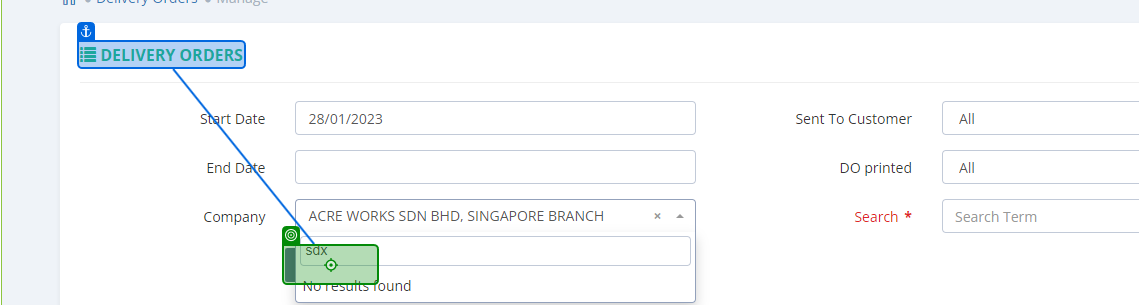 Delivery Orders Manage
DELIVERY ORDERS
Start Date 28/01/2023 Sent To Customer All
End Date DO printed All
Company ACRE WORKS SDN BHD, SINGAPORE BRANCH × Search * Search Term
sdx
No results found